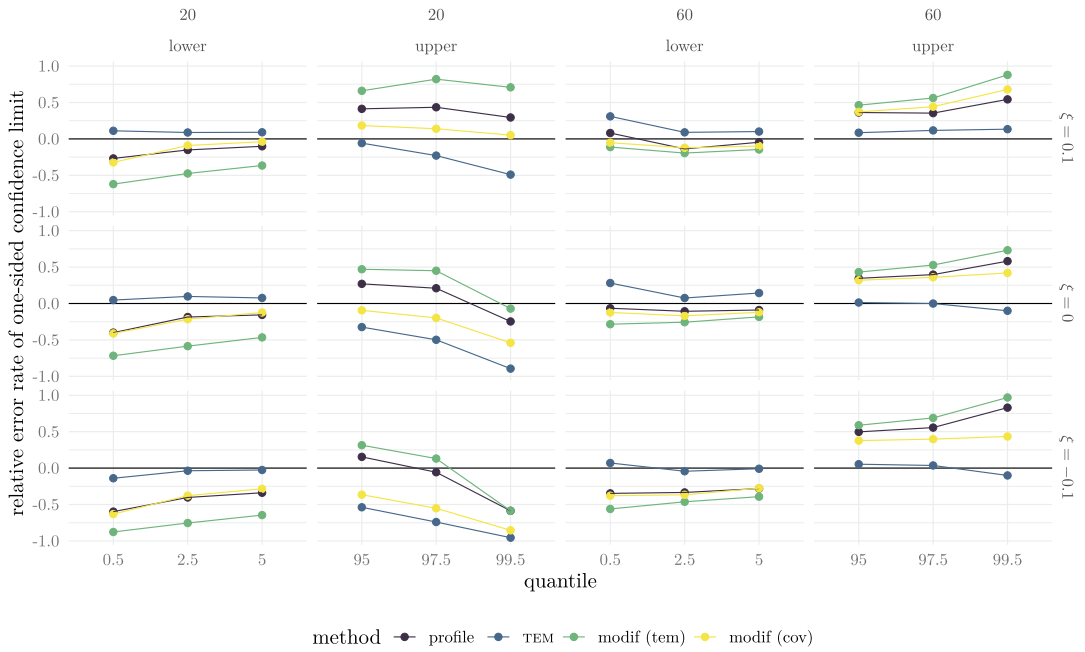 20 20 60 60
lower upper lower upper
relative error rate of one-sided confidence limit
1.0
0.5
0.0
-0.5
-1.0
ξ = 0.1
1.0
0.5
0.0
-0.5
-1.0
ξ = 0
1.0
0.5
0.0
-0.5
-1.0
ξ = −0.1
0.5 2.5 5 95 97.5 99.5 0.5 2.5 5 95 97.5 99.5
quantile
method profile TEM modif (tem) modif (cov)